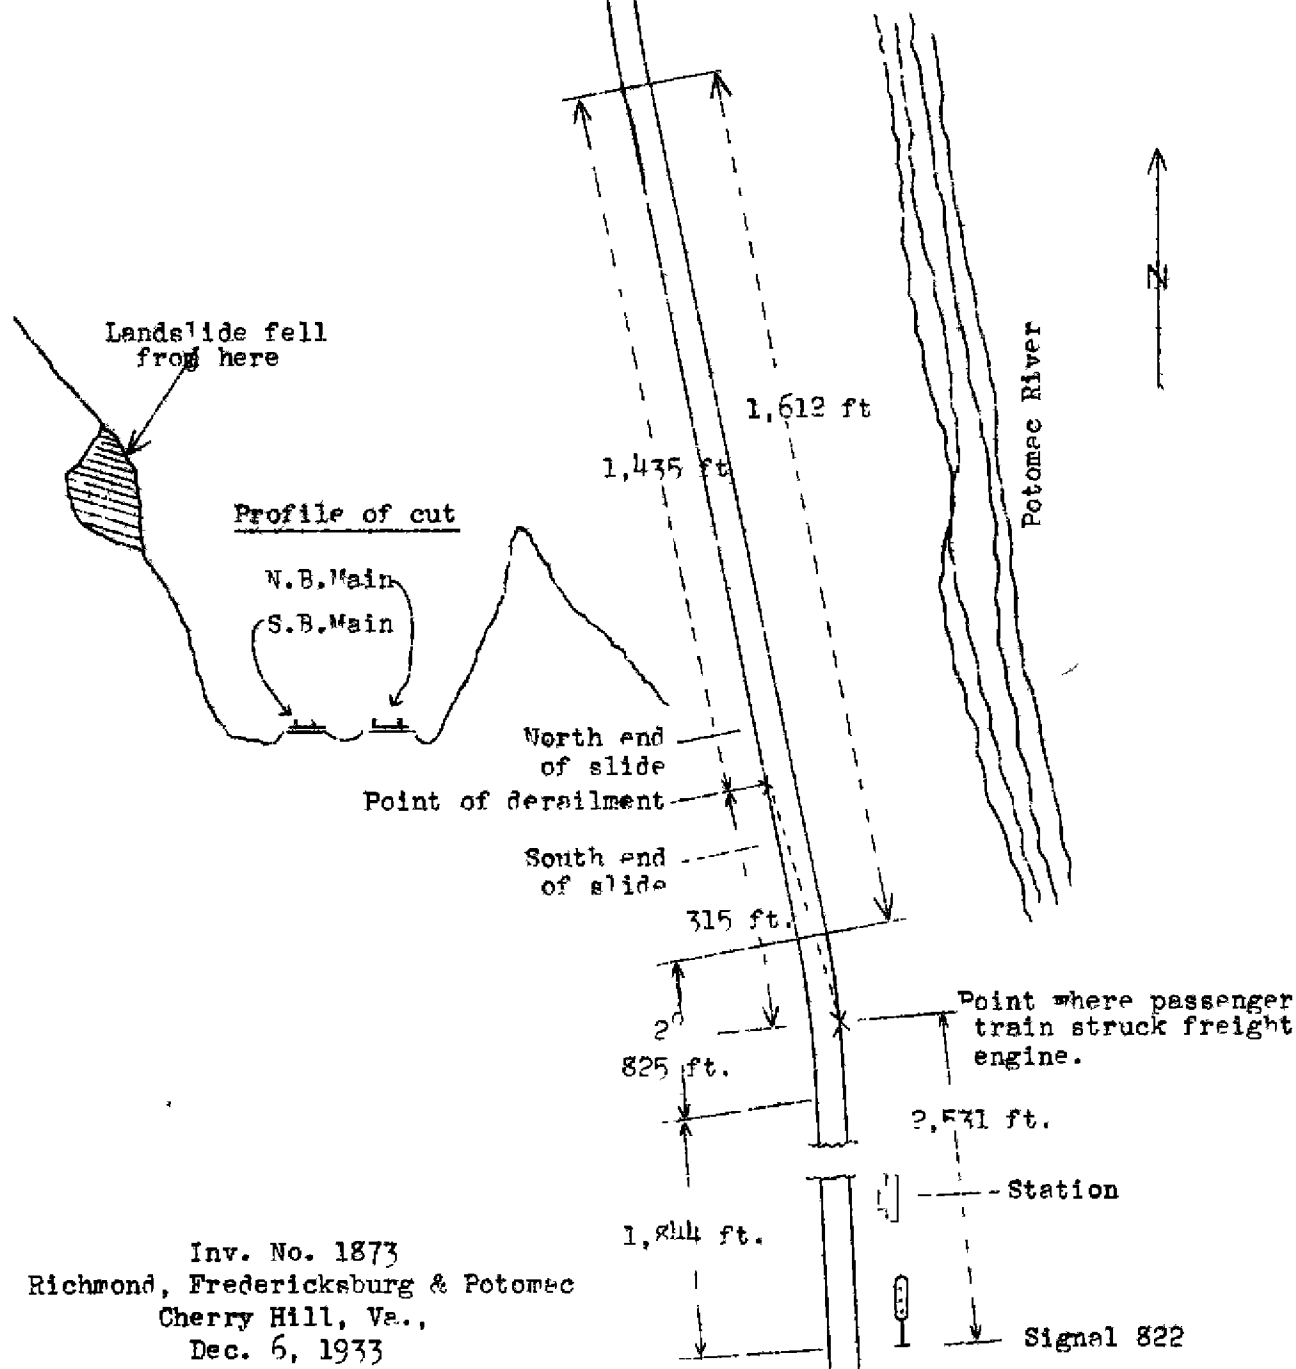 Landslide fell
from here
1,612 ft
1,435 ft
Potomac River
N
Profile of cut
N.B.Main
S.B.Main
North end
of slide
Point of derailment
South end
of slide
315 ft.
2°
825 ft.
Point where passenger
train struck freight
engine.
2,531 ft.
Station
1,844 ft.
Signal 822
Inv. No. 1873
Richmond, Fredericksburg & Potomac
Cherry Hill, Va.,
Dec. 6, 1933